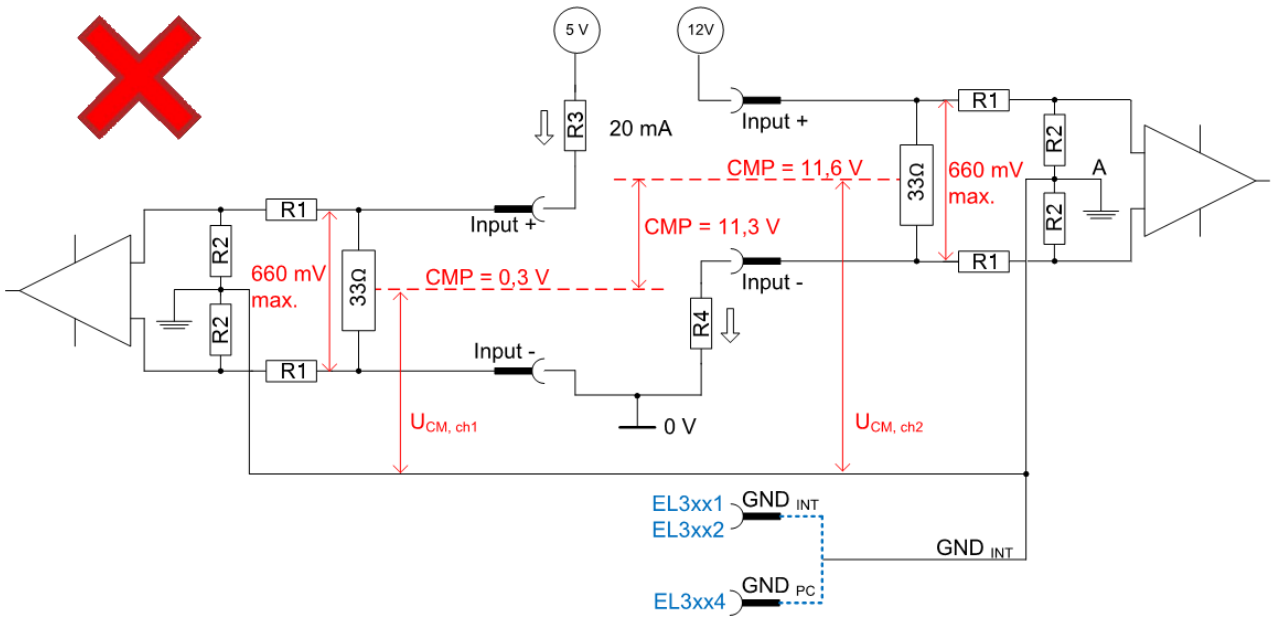 5 V
12V
R3
20 mA
Input +
R1
R2
A
CMP = 11,6 V
33Ω
660 mV
max.
R2
R1
Input +
CMP = 11,3 V
R2
660 mV
max.
33Ω
CMP = 0,3 V
R1
Input -
R4
R2
R1
Input -
0 V
UCM, ch1
UCM, ch2
EL3xx1
EL3xx2
GND INT
GND INT
EL3xx4
GND PC